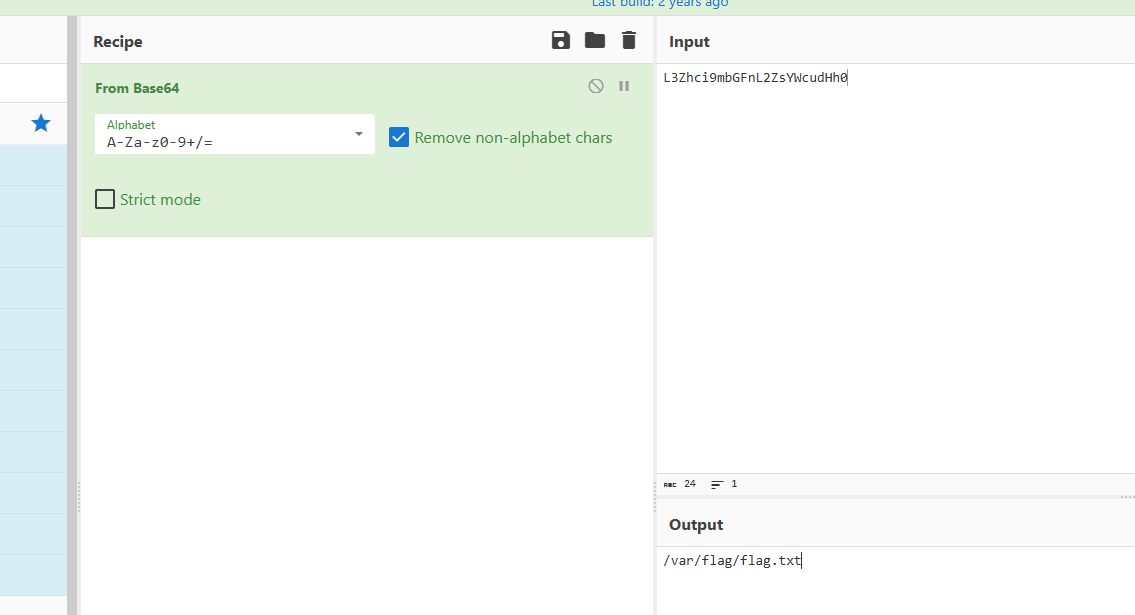 Last build: 2 years ago
Recipe
Input
From Base64
Alphabet
A-Za-z0-9+/=
Remove non-alphabet chars
Strict mode
L3Zhci9mbGFnL2ZsYWcudHh0
ABC 24
1
Output
/var/flag/flag.txt